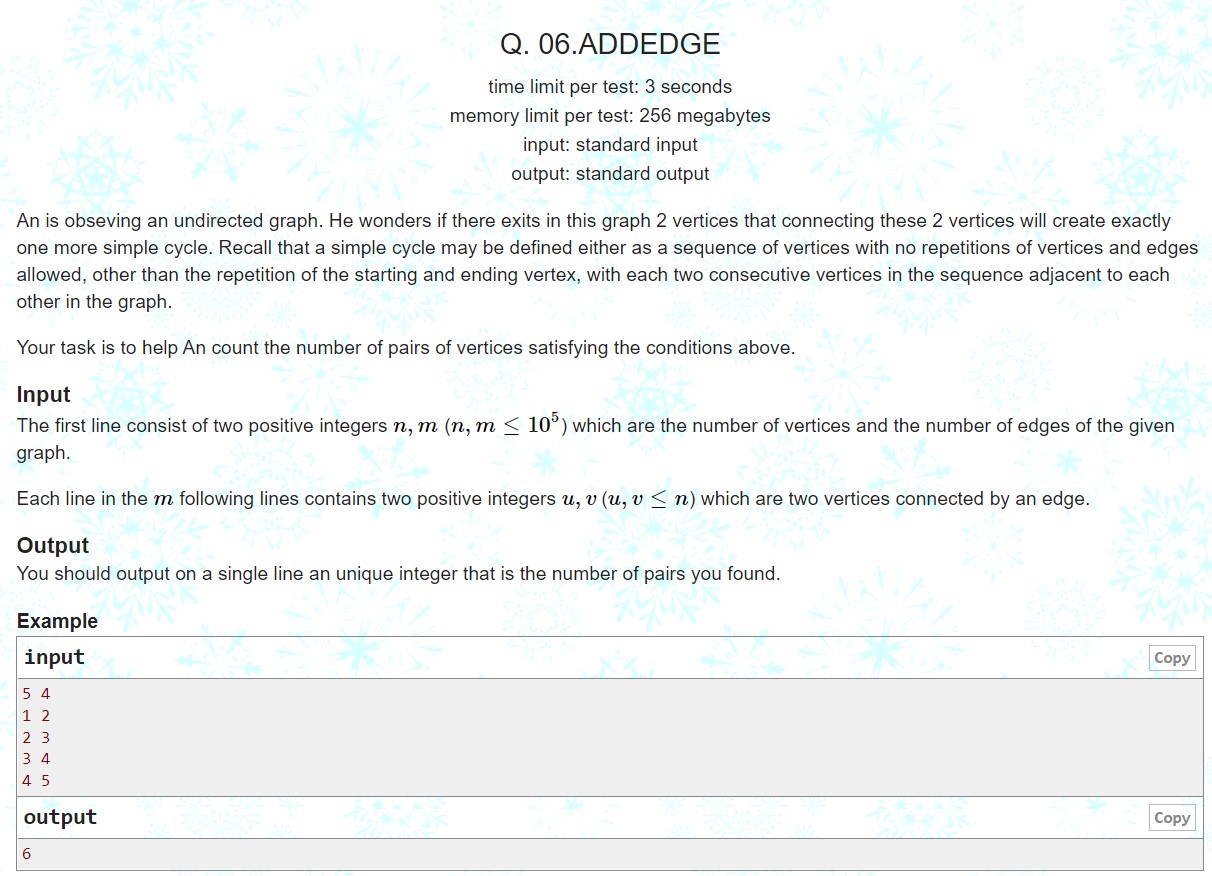 Q. 06.ADDEDGE
time limit per test: 3 seconds
memory limit per test: 256 megabytes
input: standard input
output: standard output
An is obseving an undirected graph. He wonders if there exits in this graph 2 vertices that connecting these 2 vertices will create exactly
one more simple cycle. Recall that a simple cycle may be defined either as a sequence of vertices with no repetitions of vertices and edges
allowed, other than the repetition of the starting and ending vertex, with each two consecutive vertices in the sequence adjacent to each
other in the graph.
Your task is to help An count the number of pairs of vertices satisfying the conditions above.
Input
The first line consist of two positive integers n, m (n, m ≤ 10⁵) which are the number of vertices and the number of edges of the given
graph.
Each line in the m following lines contains two positive integers u, v (u, v ≤ n) which are two vertices connected by an edge.
Output
You should output on a single line an unique integer that is the number of pairs you found.
Example
input Copy
5 4
1 2
2 3
3 4
4 5
output Copy
6